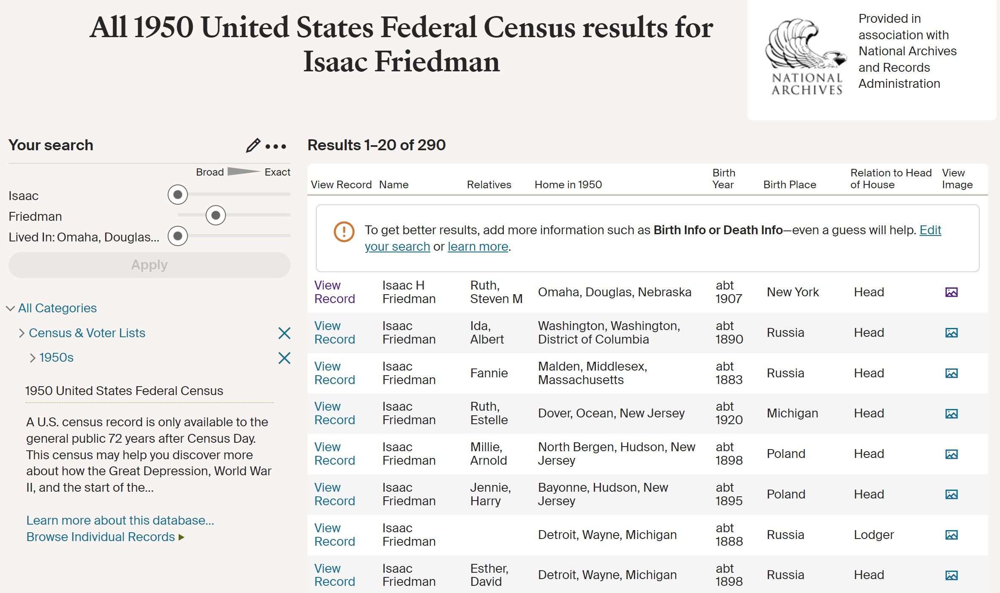 All 1950 United States Federal Census results for
Isaac Friedman
NATIONAL
ARCHIVES
Provided in
association with
National Archives
and Records
Administration
Your search
Broad Exact
Isaac
Friedman
Lived In: Omaha, Douglas...
Apply
All Categories
Census & Voter Lists
1950s
1950 United States Federal Census
A U.S. census record is only available to the
general public 72 years after Census Day.
This census may help you discover more
about how the Great Depression, World War
II, and the start of the...
Learn more about this database...
Browse Individual Records
Results 1–20 of 290
View Record Name Relatives Home in 1950 Birth Year Birth Place Relation to Head of House View Image
To get better results, add more information such as Birth Info or Death Info—even a guess will help. Edit
your search or learn more.
View Record Isaac H Friedman Ruth, Steven M Omaha, Douglas, Nebraska abt 1907 New York Head
View Record Isaac Friedman Ida, Albert Washington, Washington, District of Columbia abt 1890 Russia Head
View Record Isaac Friedman Fannie Malden, Middlesex, Massachusetts abt 1883 Russia Head
View Record Isaac Friedman Ruth, Estelle Dover, Ocean, New Jersey abt 1920 Michigan Head
View Record Isaac Friedman Millie, Arnold North Bergen, Hudson, New Jersey abt 1898 Poland Head
View Record Isaac Friedman Jennie, Harry Bayonne, Hudson, New Jersey abt 1895 Poland Head
View Record Isaac Friedman Detroit, Wayne, Michigan abt 1888 Russia Lodger
View Record Isaac Friedman Esther, David Detroit, Wayne, Michigan abt 1898 Russia Head